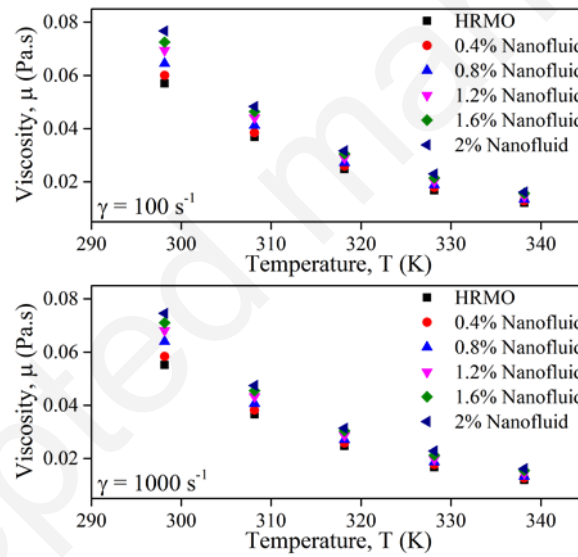 0.08
0.06
0.04
0.02
Viscosity, μ (Pa.s)
HRMO
0.4% Nanofluid
0.8% Nanofluid
1.2% Nanofluid
1.6% Nanofluid
2% Nanofluid
γ = 100 s⁻¹
290 300 310 320 330 340
Temperature, T (K)
0.08
0.06
0.04
0.02
Viscosity, μ (Pa.s)
HRMO
0.4% Nanofluid
0.8% Nanofluid
1.2% Nanofluid
1.6% Nanofluid
2% Nanofluid
γ = 1000 s⁻¹
290 300 310 320 330 340
Temperature, T (K)